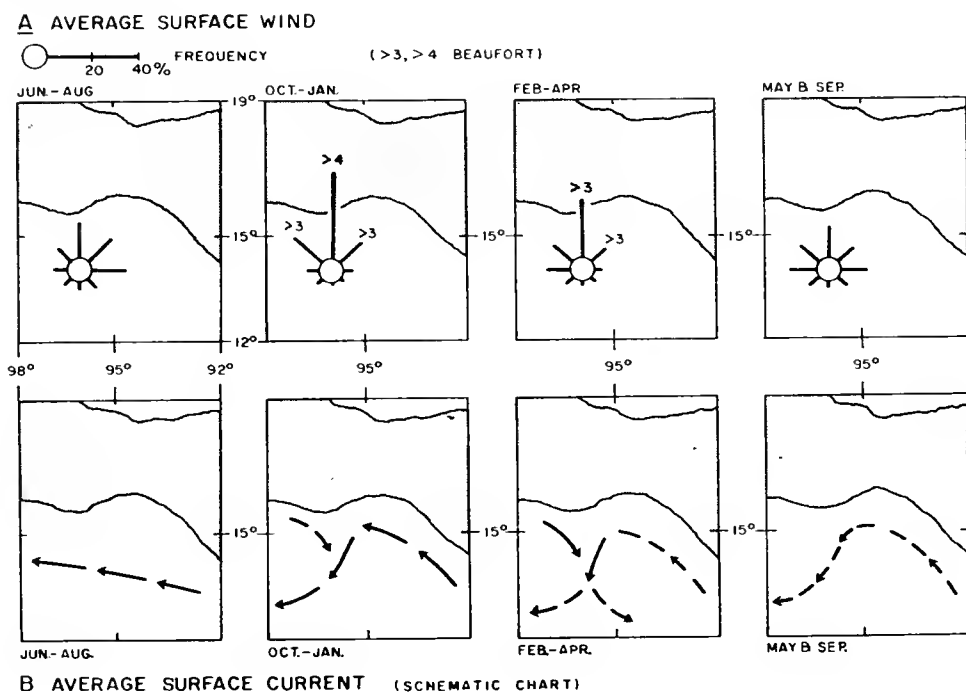 A AVERAGE SURFACE WIND
FREQUENCY (>3, >4 BEAUFORT)
20 40%
JUN.-AUG OCT.-JAN. FEB-APR MAY B SEP.
19°
>4
>3
>3 >3
>3
15° 15° 15°
12°
98° 95° 92° 95° 95° 95°
15° 15° 15°
JUN.-AUG. OCT.-JAN. FEB.-APR. MAY B SEP.
B AVERAGE SURFACE CURRENT (SCHEMATIC CHART)